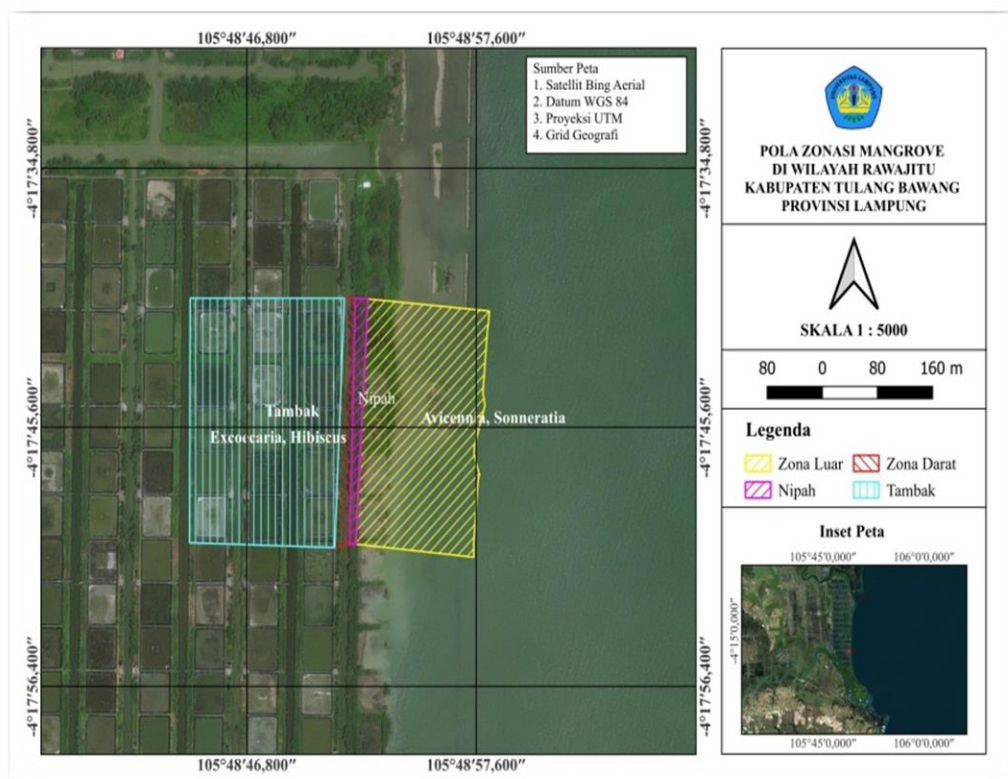 105°48'46,800"
105°48'57,600"
-4°17'34,800"
-4°17'45,600"
-4°17'56,400"
Sumber Peta
1. Satellit Bing Aerial
2. Datum WGS 84
3. Proyeksi UTM
4. Grid Geografi
Nipah
Tambak
Avicennia, Sonneratia
Excoccaria, Hibiscus
-4°17'34,800"
-4°17'45,600"
-4°17'56,400"
105°48'46,800"
105°48'57,600"
UNIVERSITAS LAMPUNG
POLA ZONASI MANGROVE
DI WILAYAH RAWAJITU
KABUPATEN TULANG BAWANG
PROVINSI LAMPUNG
SKALA 1 : 5000
80 0 80 160 m
Legenda
Zona Luar Zona Darat
Nipah Tambak
Inset Peta
105°45'0,000" 106°0'0,000"
-4°15'0,000"
105°45'0,000" 106°0'0,000"